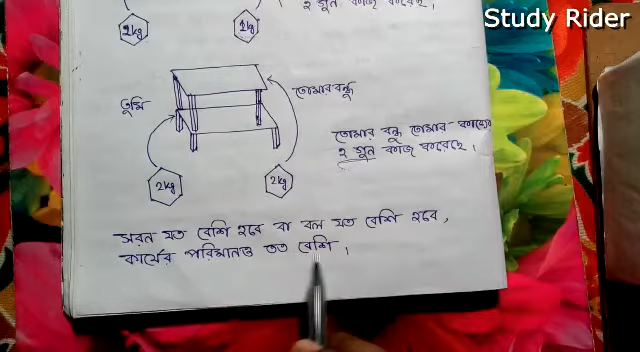 Study Rider
২ গুন কাজ করেছে।
2kg
2kg
তুমি
তোমার বন্ধু
তোমার বন্ধু তোমার
২ গুন কাজ করেছে।
2kg
2kg
সরন যত বেশি হবে বা বল যত বেশি হবে,
কার্যের পরিমানও তত বেশি।